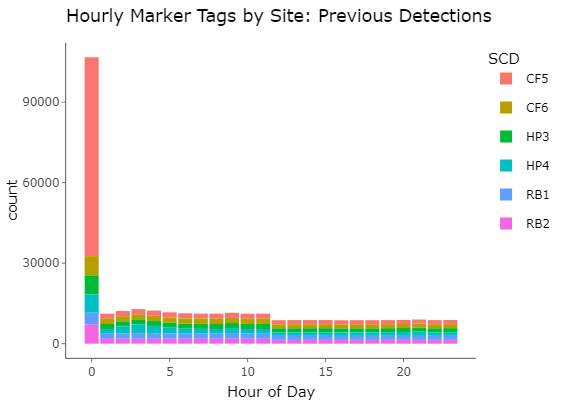 Hourly Marker Tags by Site: Previous Detections
SCD
CF5
CF6
HP3
HP4
RB1
RB2
count
90000
60000
30000
0
0 5 10 15 20
Hour of Day